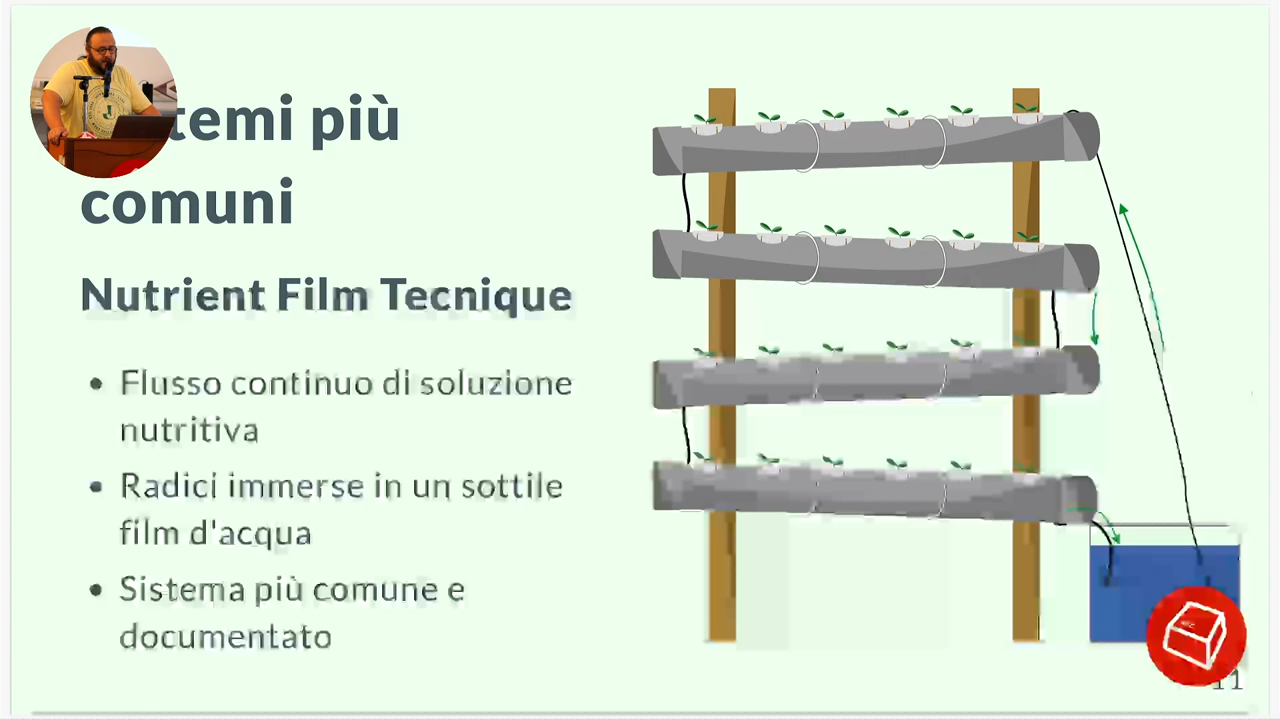 temi più
comuni
Nutrient Film Tecnique
Flusso continuo di soluzione
nutritiva
Radici immerse in un sottile
film d'acqua
Sistema più comune e
documentato
11